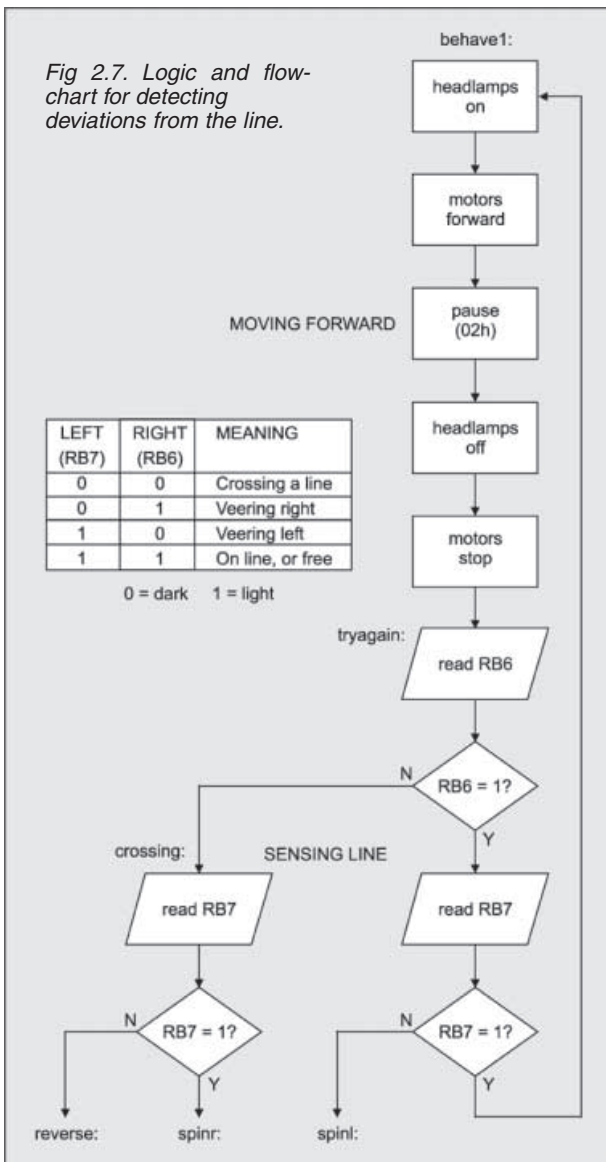 Fig 2.7. Logic and flow-
chart for detecting
deviations from the line.
behave1:
headlamps
on
motors
forward
MOVING FORWARD
pause
(02h)
headlamps
off
motors
stop
LEFT RIGHT MEANING
(RB7) (RB6)
0 0 Crossing a line
0 1 Veering right
1 0 Veering left
1 1 On line, or free
0 = dark 1 = light
tryagain:
read RB6
N
RB6 = 1?
Y
crossing:
SENSING LINE
read RB7
read RB7
N
RB7 = 1?
Y
N
RB7 = 1?
Y
reverse:
spinr:
spinl: